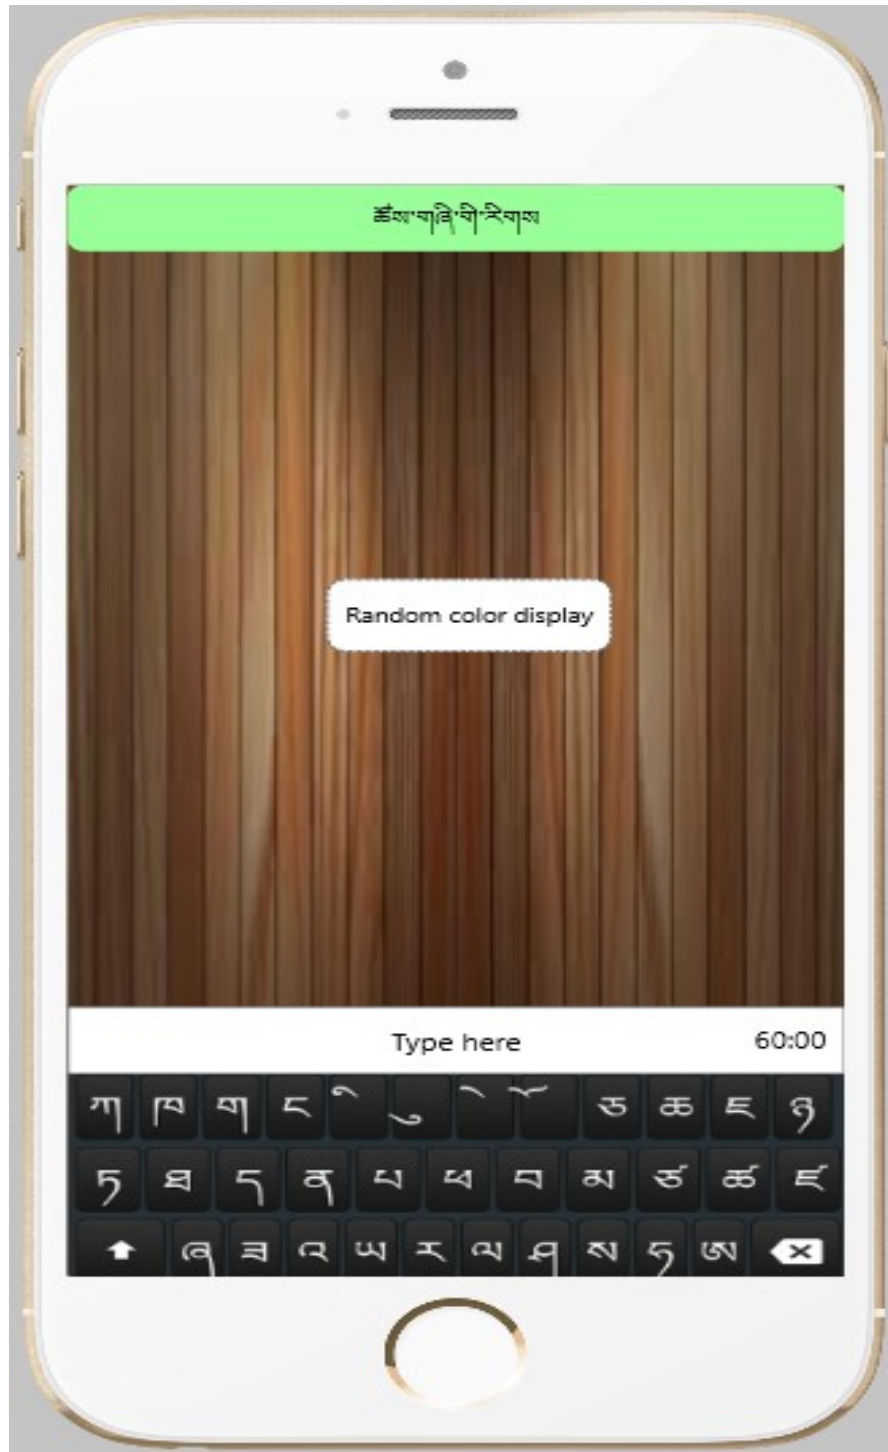 ཚོས་གཞི་གི་རིགས
Random color display
Type here 60:00
ཀ ཁ ག ང ི ུ ེ ོ ཅ ཆ ཇ ཉ
ཏ ཐ ད ན པ ཕ བ མ ཙ ཚ ཛ
ཞ ཟ འ ཡ ར ལ ཤ ས ཧ ཨ